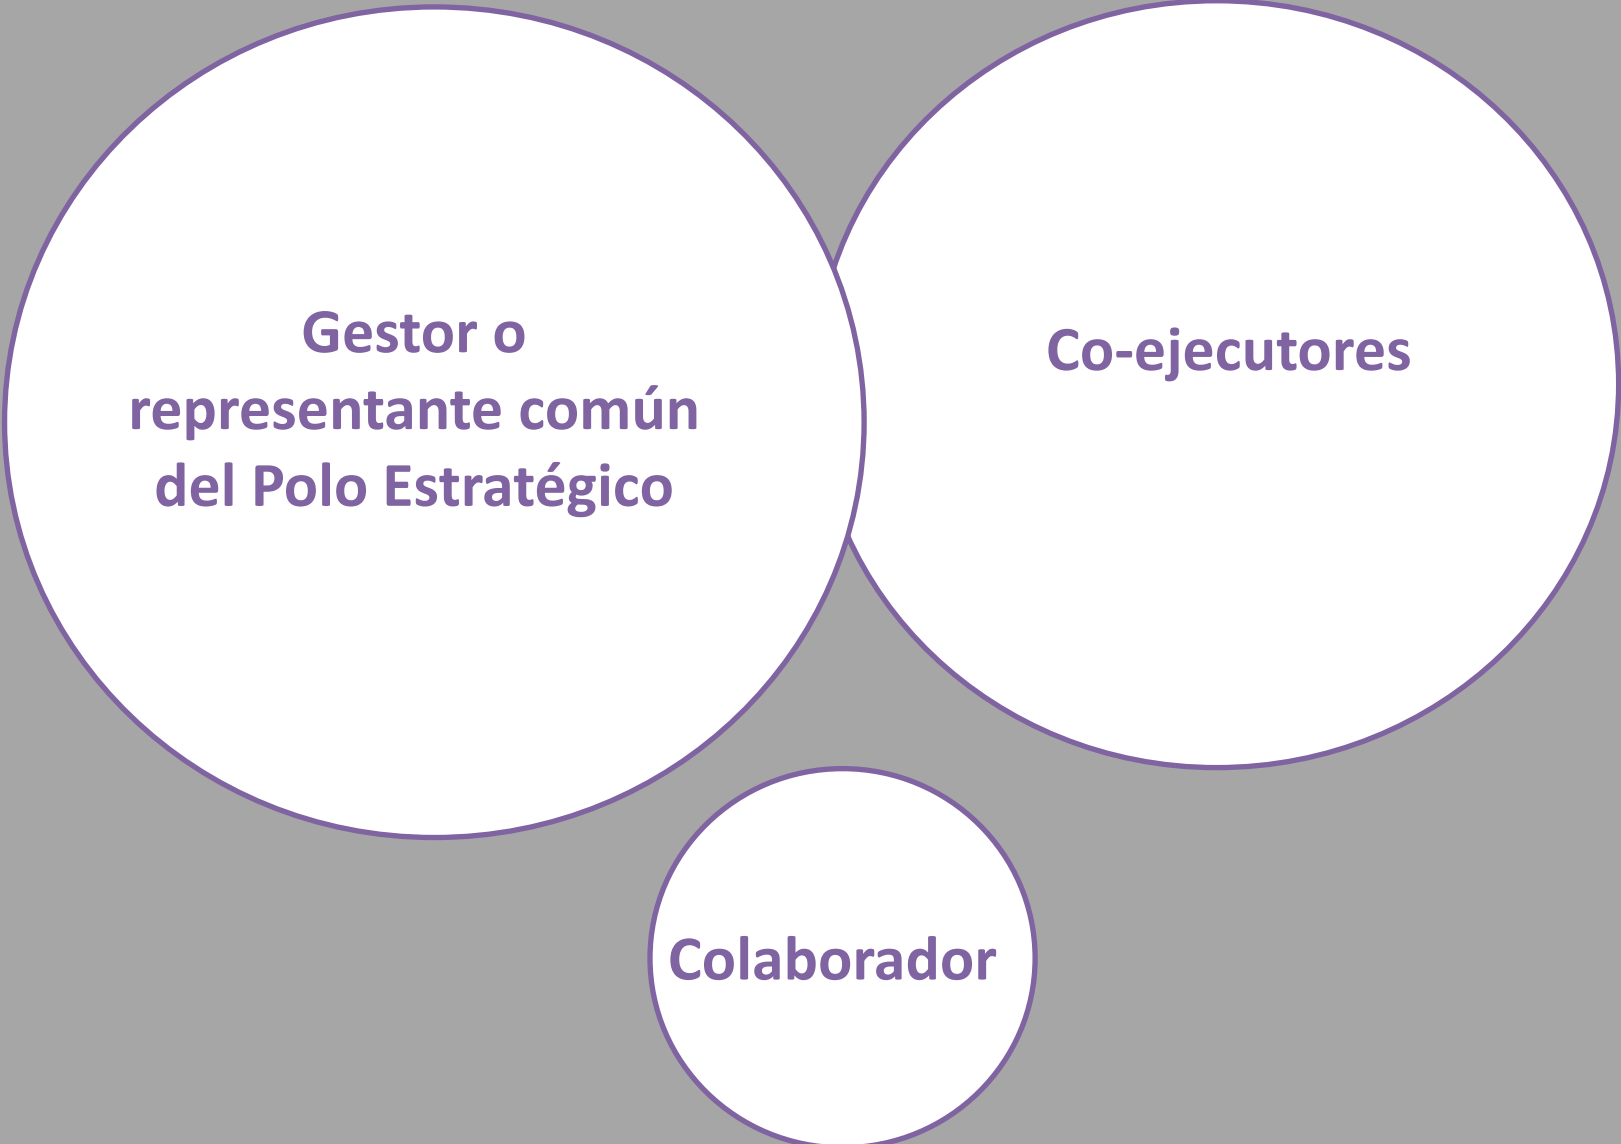 Gestor o
representante común
del Polo Estratégico
Co-ejecutores
Colaborador